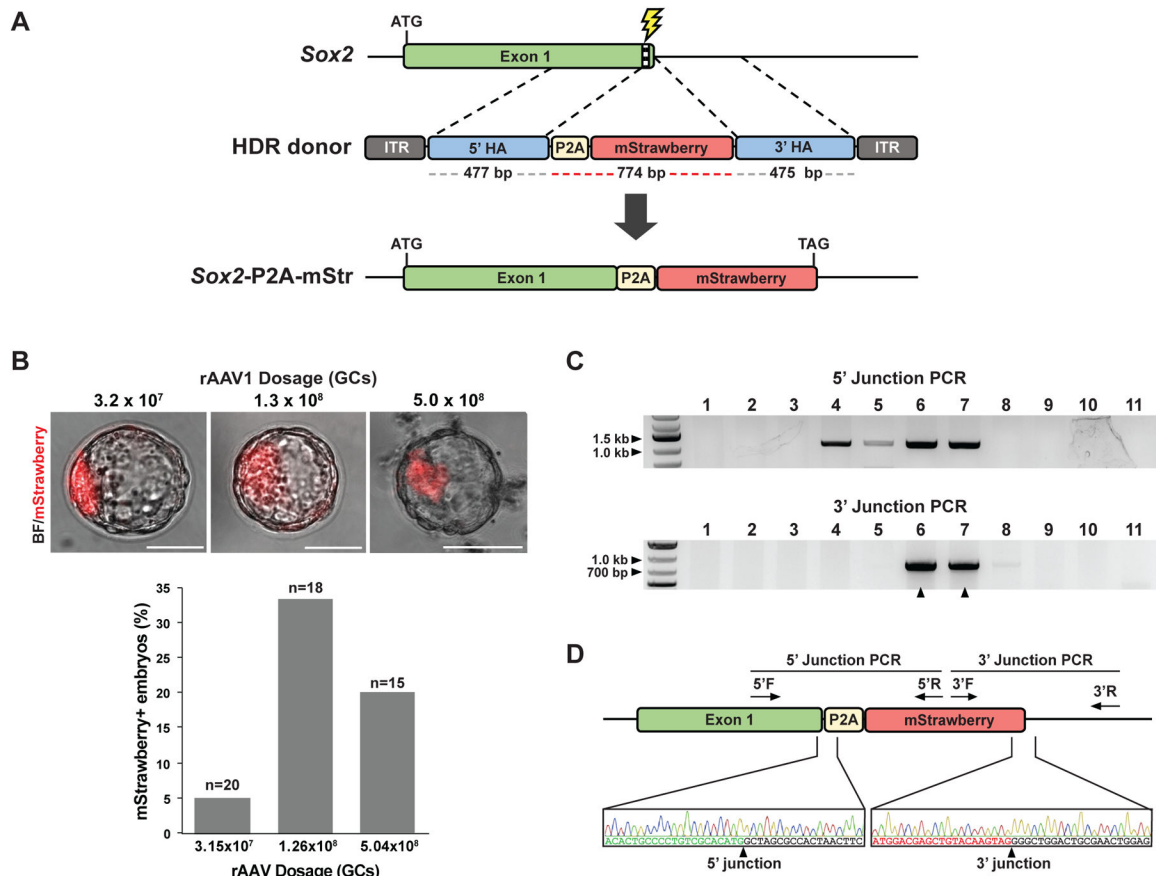 A
ATG
Sox2
Exon 1
HDR donor
ITR
5' HA
P2A
mStrawberry
3' HA
ITR
477 bp
774 bp
475 bp
ATG
TAG
Sox2-P2A-mStr
Exon 1
P2A
mStrawberry
B
rAAV1 Dosage (GCs)
3.2 x 10⁷
1.3 x 10⁸
5.0 x 10⁸
BF/mStrawberry
mStrawberry+ embryos (%)
35
30
25
20
15
10
5
0
n=20
n=18
n=15
3.15x10⁷
1.26x10⁸
5.04x10⁸
rAAV Dosage (GCs)
C
5' Junction PCR
1 2 3 4 5 6 7 8 9 10 11
1.5 kb
1.0 kb
3' Junction PCR
1 2 3 4 5 6 7 8 9 10 11
1.0 kb
700 bp
D
5' Junction PCR
3' Junction PCR
5'F
5'R
3'F
3'R
Exon 1
P2A
mStrawberry
ACACTGCCCCTGTCGCACATGGCTAGCGCCACTAACTTC
ATGGACGAGCTGTACAAGTAGGGGCTGGACTGCGAACTGGAG
5' junction
3' junction